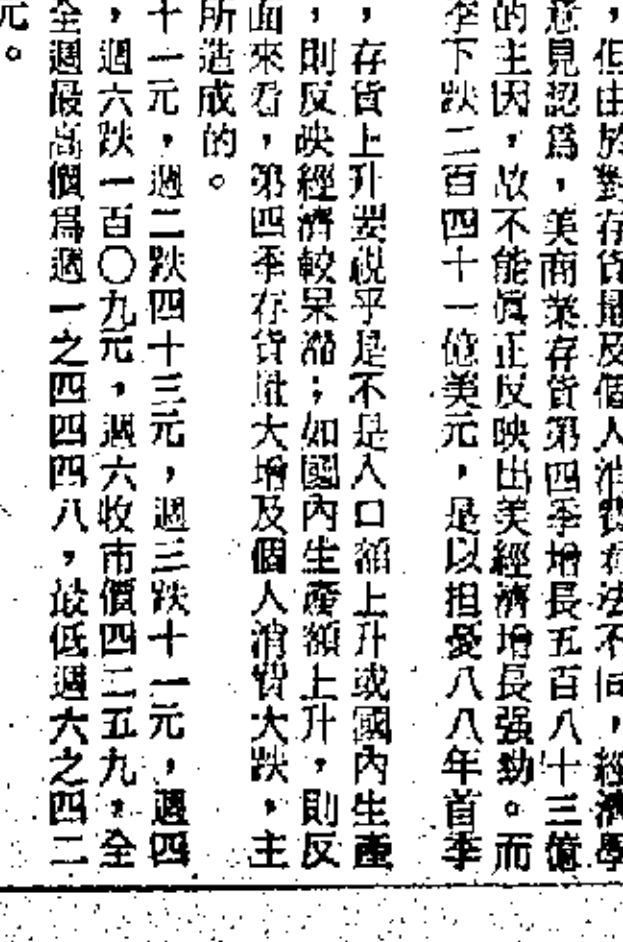 ，但由於對存貨量及個人消費看法不同，經濟學
意見認爲，美商業存貨第四季增長五百八十三億
的主因，故不能眞正反映出美經濟增長强勁。而
季下跌二百四十一億美元，是以担憂八八年首季
，存貨上升要視乎是不是入口額上升或國內生產
，則反映經濟較呆滯；如國內生產額上升，則反
面來看，第四季存貨批大增及個人消費大跌，主
所造成的。
十一元，週二跌四十三元，週三跌十一元，週四
，週六跌一百〇九元，週六收市價四二五九。全
全週最高價爲週一之四四四八，最低週六之四二
元。